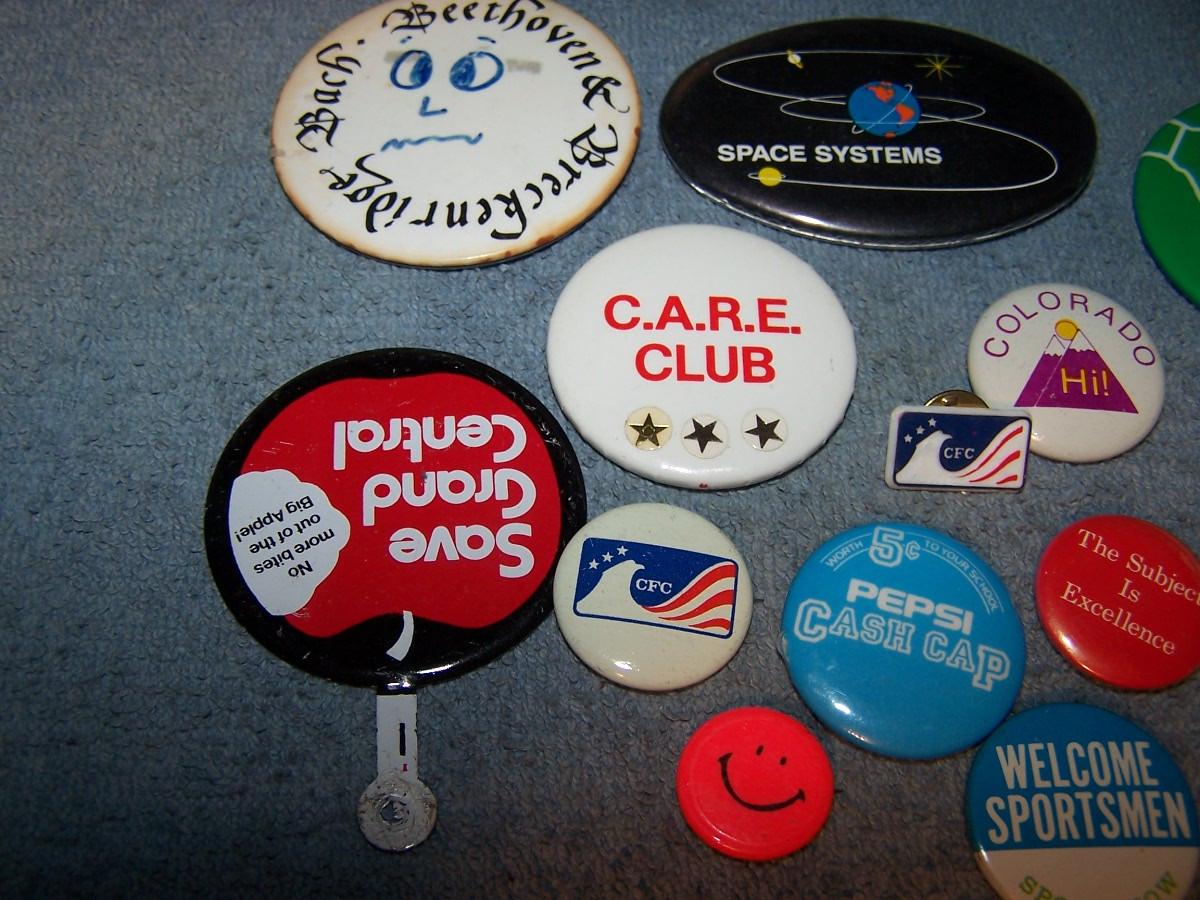 Bach, Beethoven & Breckenridge
SPACE SYSTEMS
C.A.R.E.
CLUB
COLORADO
Hi!
CFC
Save
Grand
Central
No
more bites
out of the
Big Apple!
CFC
WORTH 5¢ TO YOUR SCHOOL
PEPSI
CASH CAP
The Subject
Is
Excellence
WELCOME
SPORTSMEN